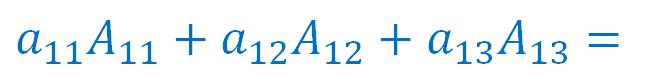 a₁₁A₁₁ + a₁₂A₁₂ + a₁₃A₁₃ =